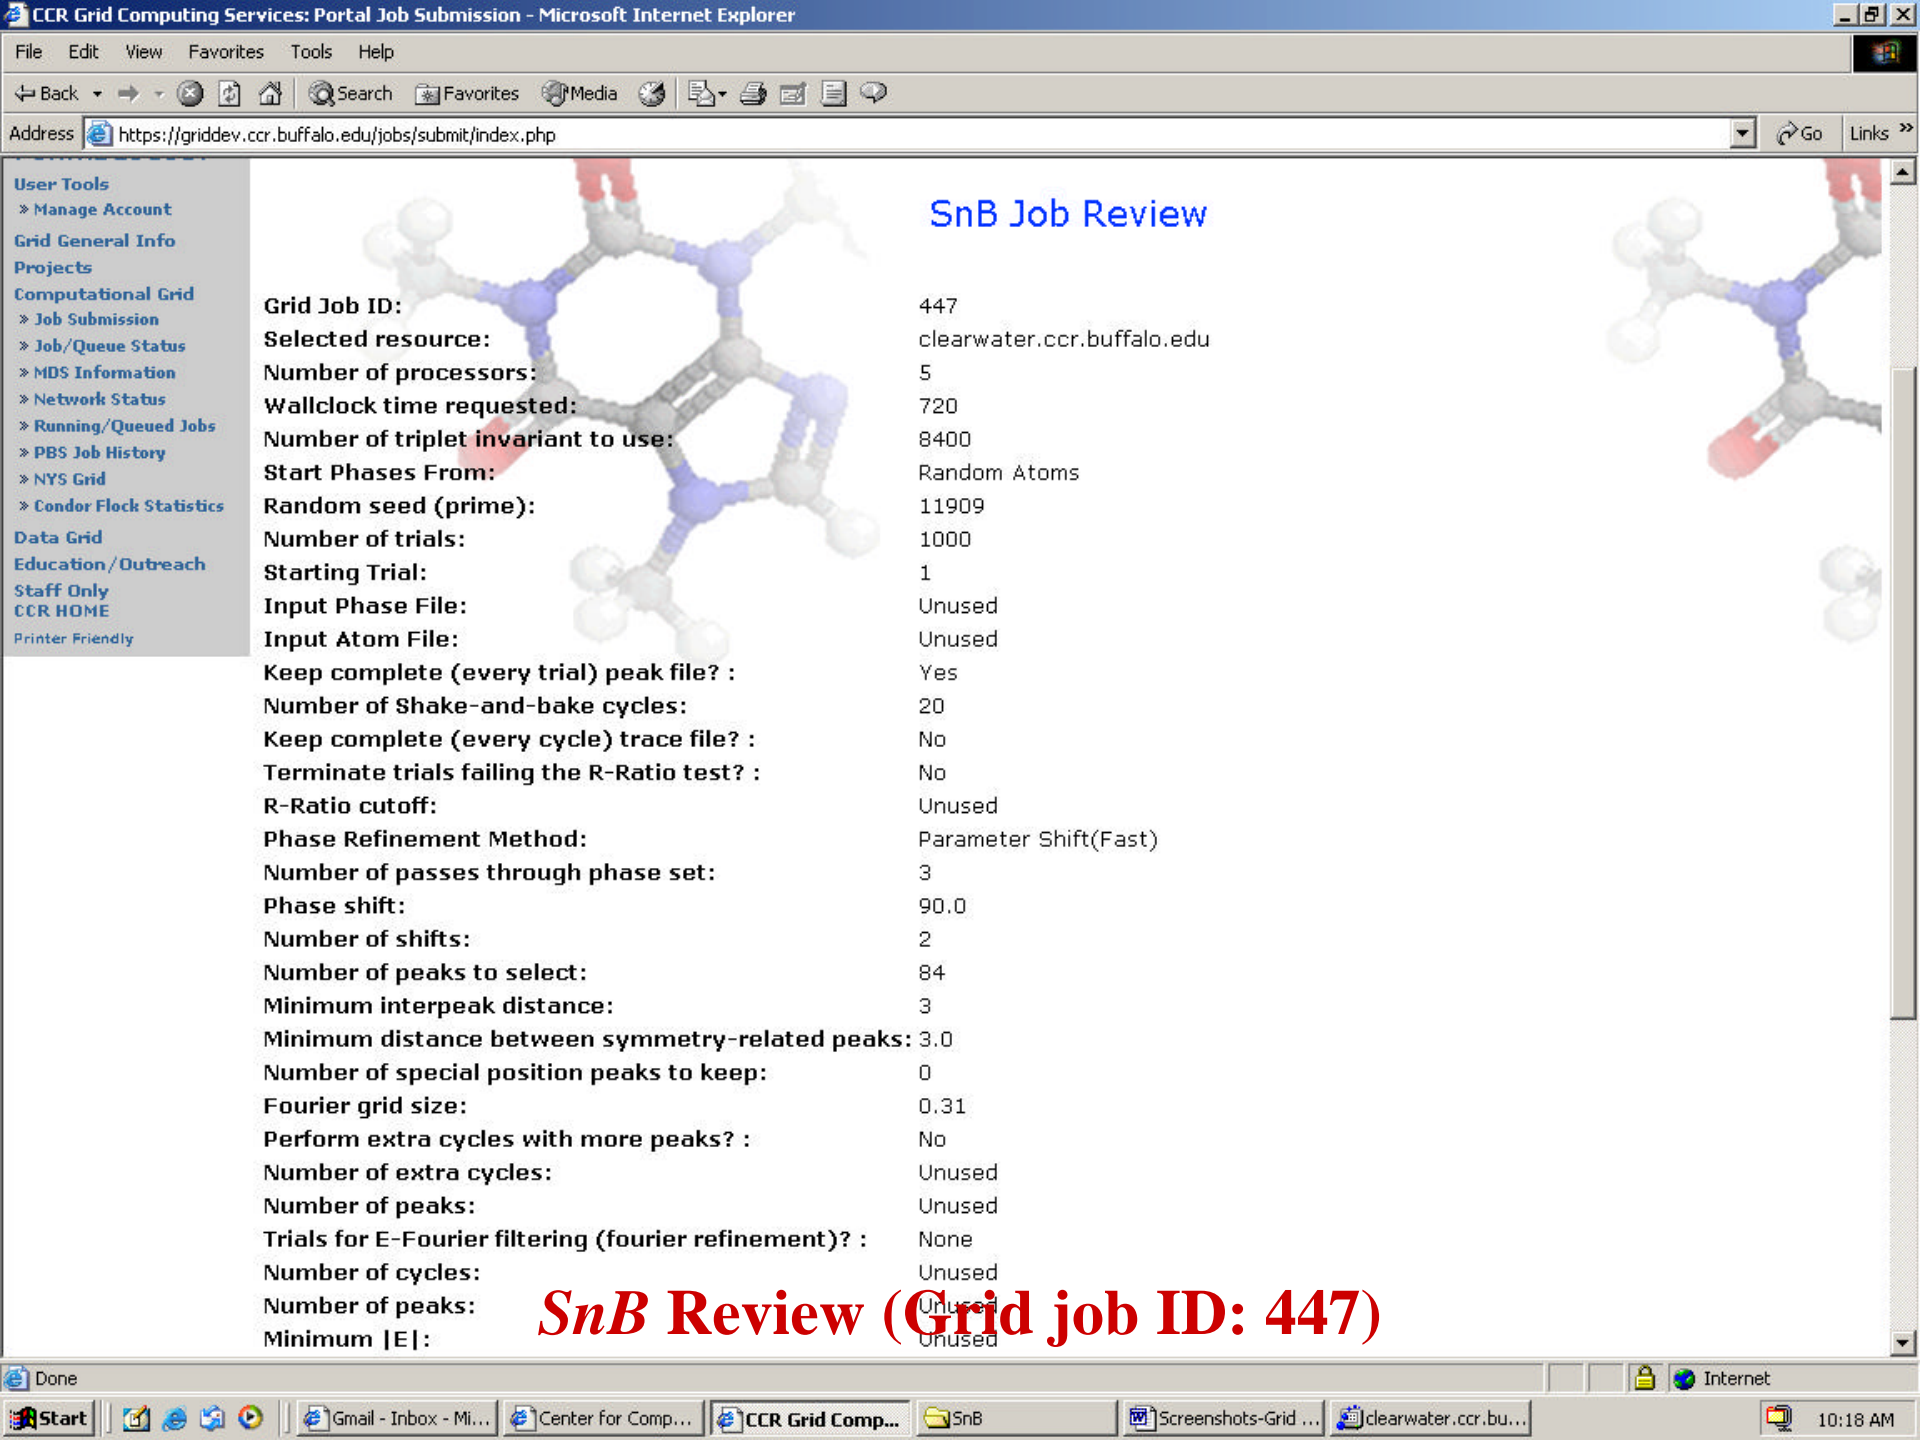 CCR Grid Computing Services: Portal Job Submission - Microsoft Internet Explorer
File Edit View Favorites Tools Help
Back Search Favorites Media
Address https://griddev.ccr.buffalo.edu/jobs/submit/index.php Go Links »
User Tools
» Manage Account
Grid General Info
Projects
Computational Grid
» Job Submission
» Job/Queue Status
» MDS Information
» Network Status
» Running/Queued Jobs
» PBS Job History
» NYS Grid
» Condor Flock Statistics
Data Grid
Education/Outreach
Staff Only
CCR HOME
Printer Friendly
SnB Job Review
Grid Job ID: 447
Selected resource: clearwater.ccr.buffalo.edu
Number of processors: 5
Wallclock time requested: 720
Number of triplet invariant to use: 8400
Start Phases From: Random Atoms
Random seed (prime): 11909
Number of trials: 1000
Starting Trial: 1
Input Phase File: Unused
Input Atom File: Unused
Keep complete (every trial) peak file? : Yes
Number of Shake-and-bake cycles: 20
Keep complete (every cycle) trace file? : No
Terminate trials failing the R-Ratio test? : No
R-Ratio cutoff: Unused
Phase Refinement Method: Parameter Shift(Fast)
Number of passes through phase set: 3
Phase shift: 90.0
Number of shifts: 2
Number of peaks to select: 84
Minimum interpeak distance: 3
Minimum distance between symmetry-related peaks: 3.0
Number of special position peaks to keep: 0
Fourier grid size: 0.31
Perform extra cycles with more peaks? : No
Number of extra cycles: Unused
Number of peaks: Unused
Trials for E-Fourier filtering (fourier refinement)? : None
Number of cycles: Unused
Number of peaks: Unused
Minimum |E|: Unused
SnB Review (Grid job ID: 447)
Done Internet
Start Gmail - Inbox - Mi... Center for Comp... CCR Grid Comp... SnB Screenshots-Grid ... clearwater.ccr.bu... 10:18 AM